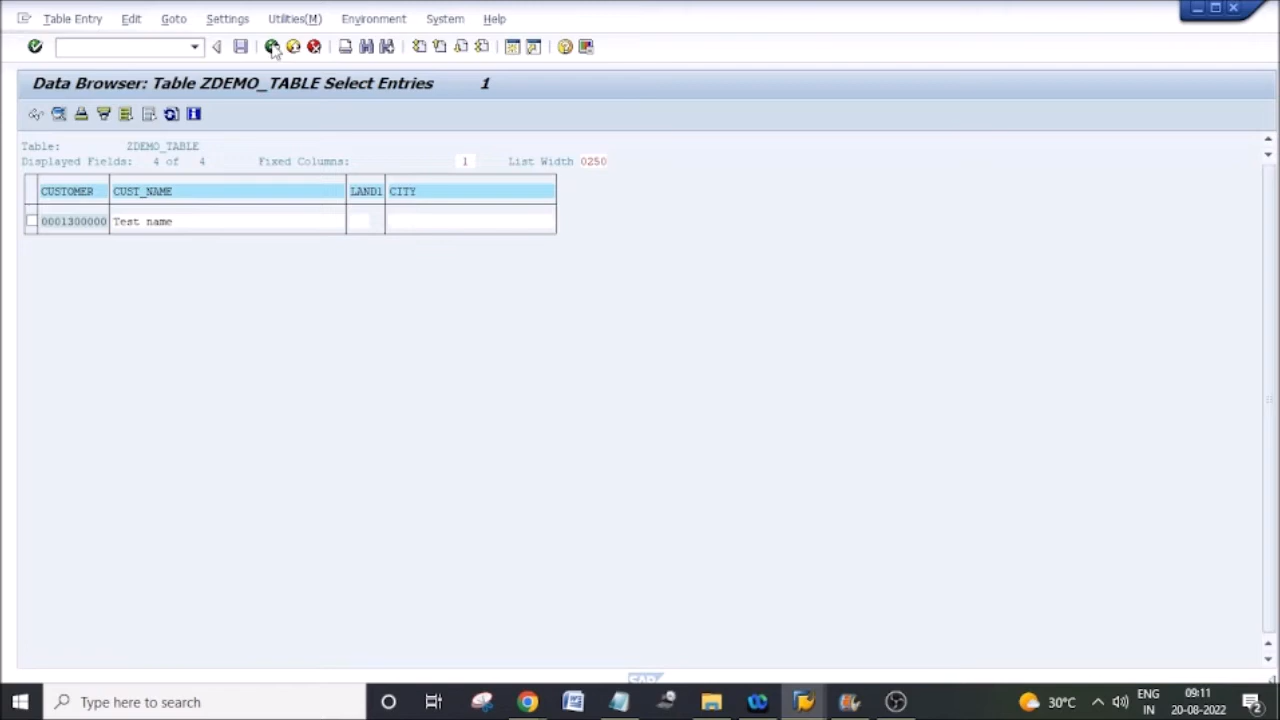 Table Entry Edit Goto Settings Utilities(M) Environment System Help
Data Browser: Table ZDEMO_TABLE Select Entries 1
Table: ZDEMO_TABLE
Displayed Fields: 4 of 4 Fixed Columns: 1 List Width 0250
CUSTOMER CUST_NAME LAND1 CITY
0001300000 Test name
SAP
Type here to search
30°C
ENG
IN
09:11
20-08-2022
2